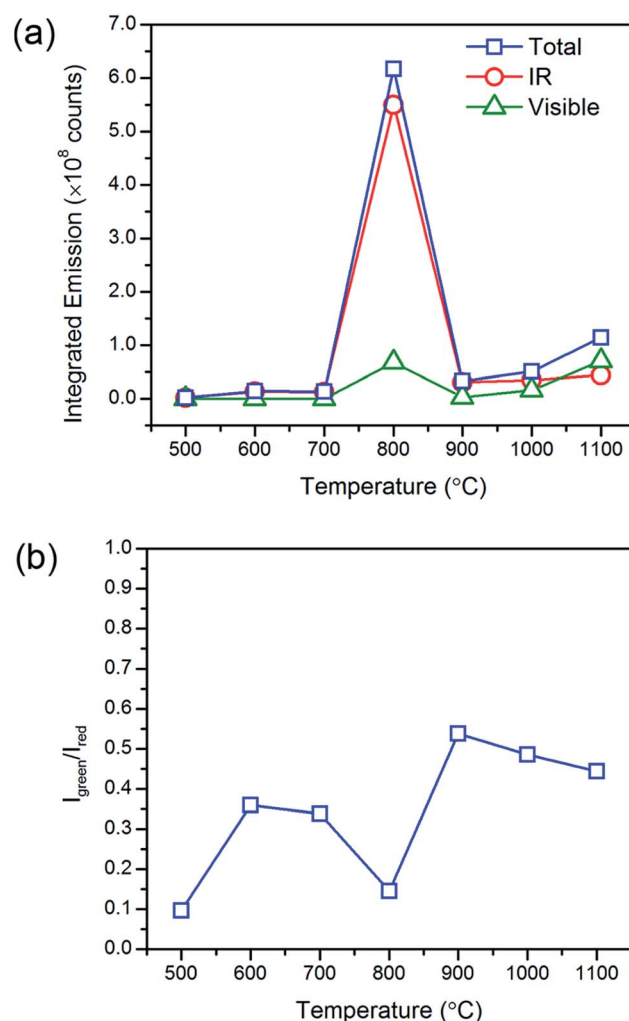 (a)
7.0
6.0
5.0
4.0
3.0
2.0
1.0
0.0
Integrated Emission (×10⁸ counts)
Total
IR
Visible
500 600 700 800 900 1000 1100
Temperature (°C)
(b)
1.0
0.9
0.8
0.7
0.6
0.5
0.4
0.3
0.2
0.1
0.0
I_green/I_red
500 600 700 800 900 1000 1100
Temperature (°C)